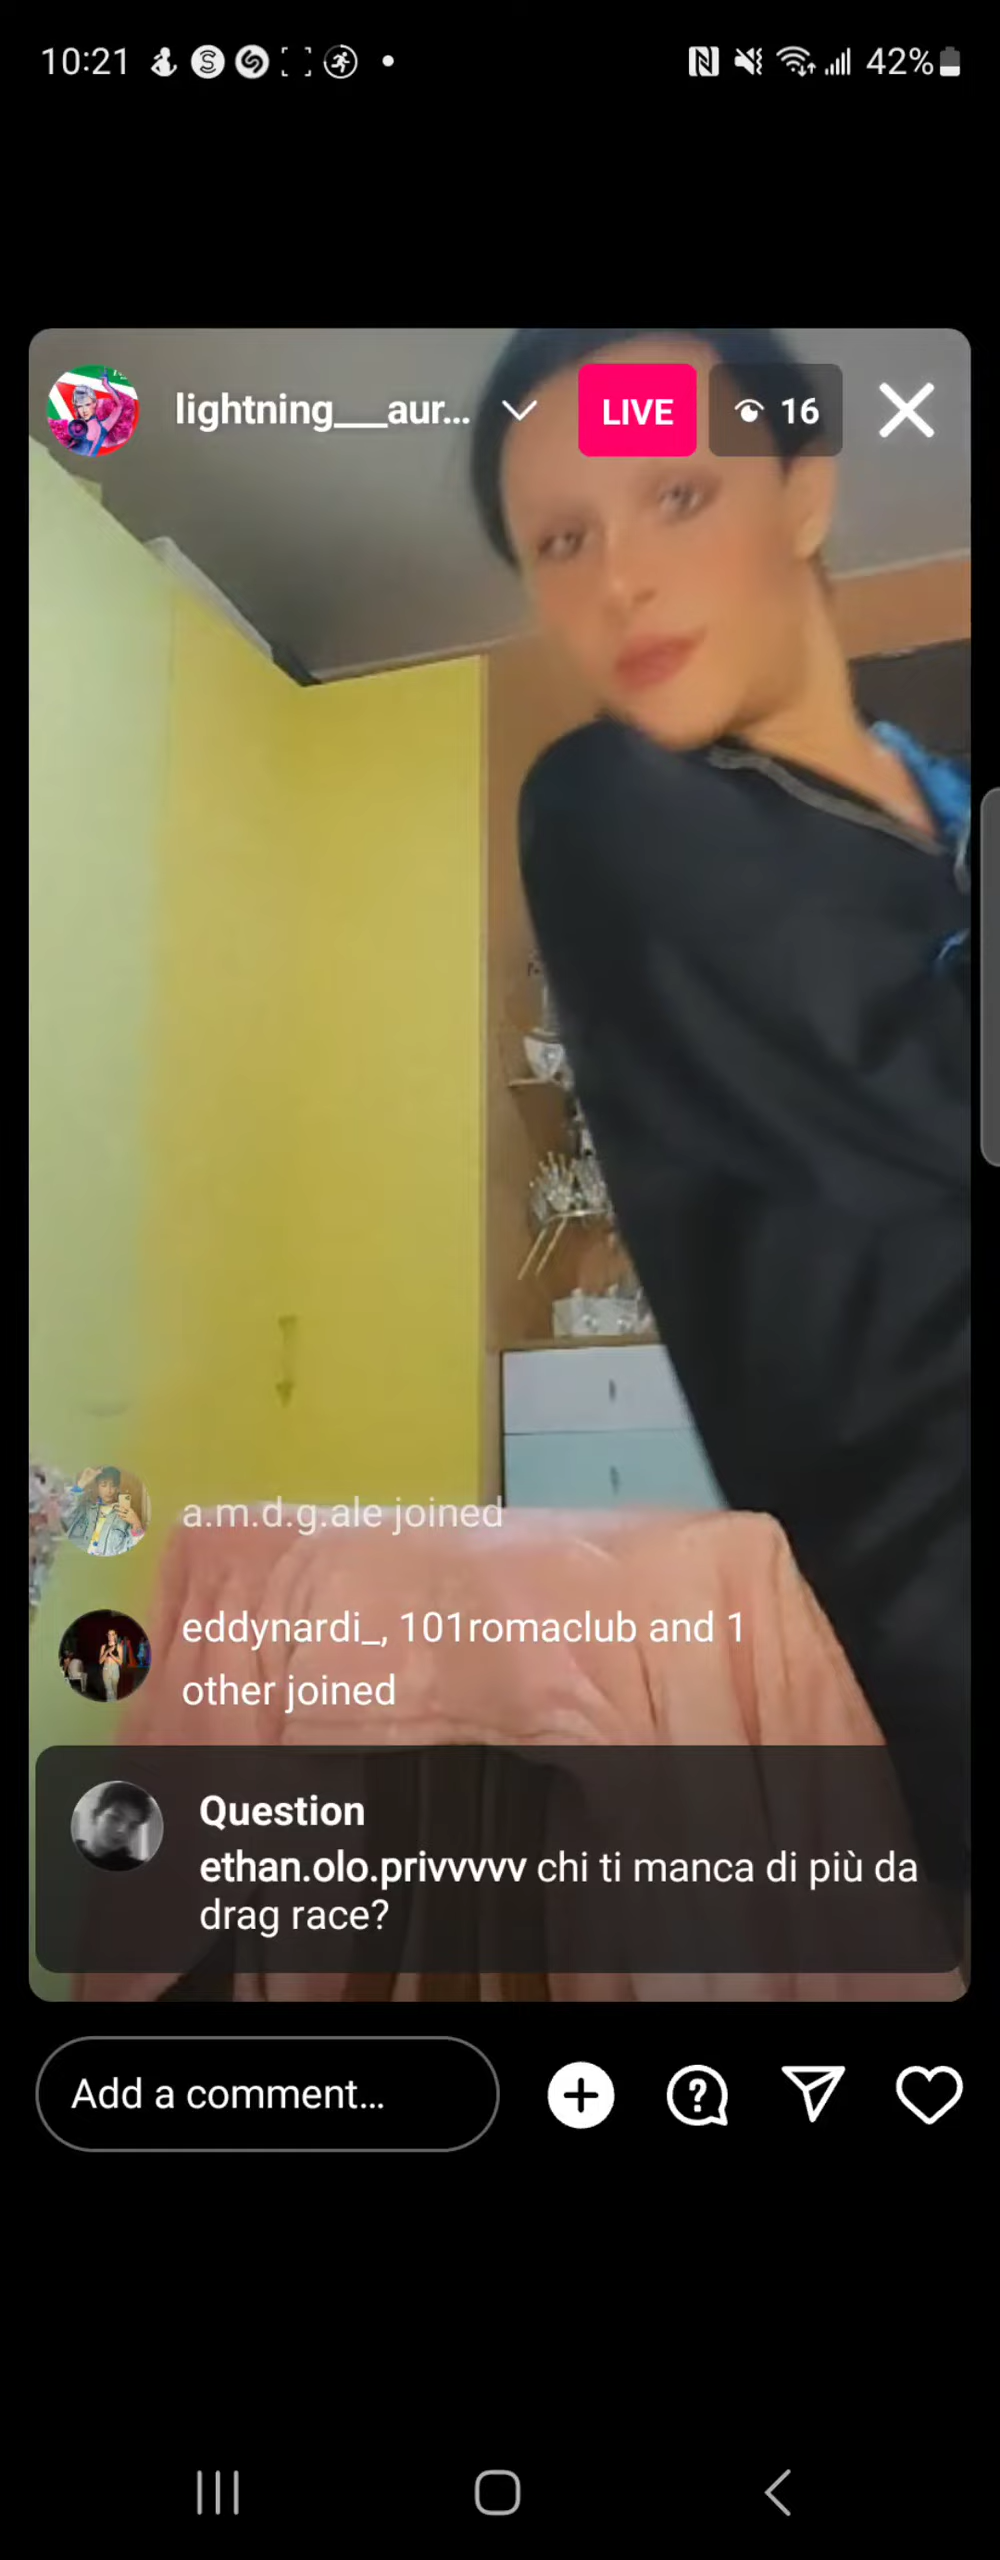 10:21
42%
lightning___aur...
LIVE
16
a.m.d.g.ale joined
eddynardi_, 101romaclub and 1
other joined
Question
ethan.olo.privvvvv chi ti manca di più da
drag race?
Add a comment...